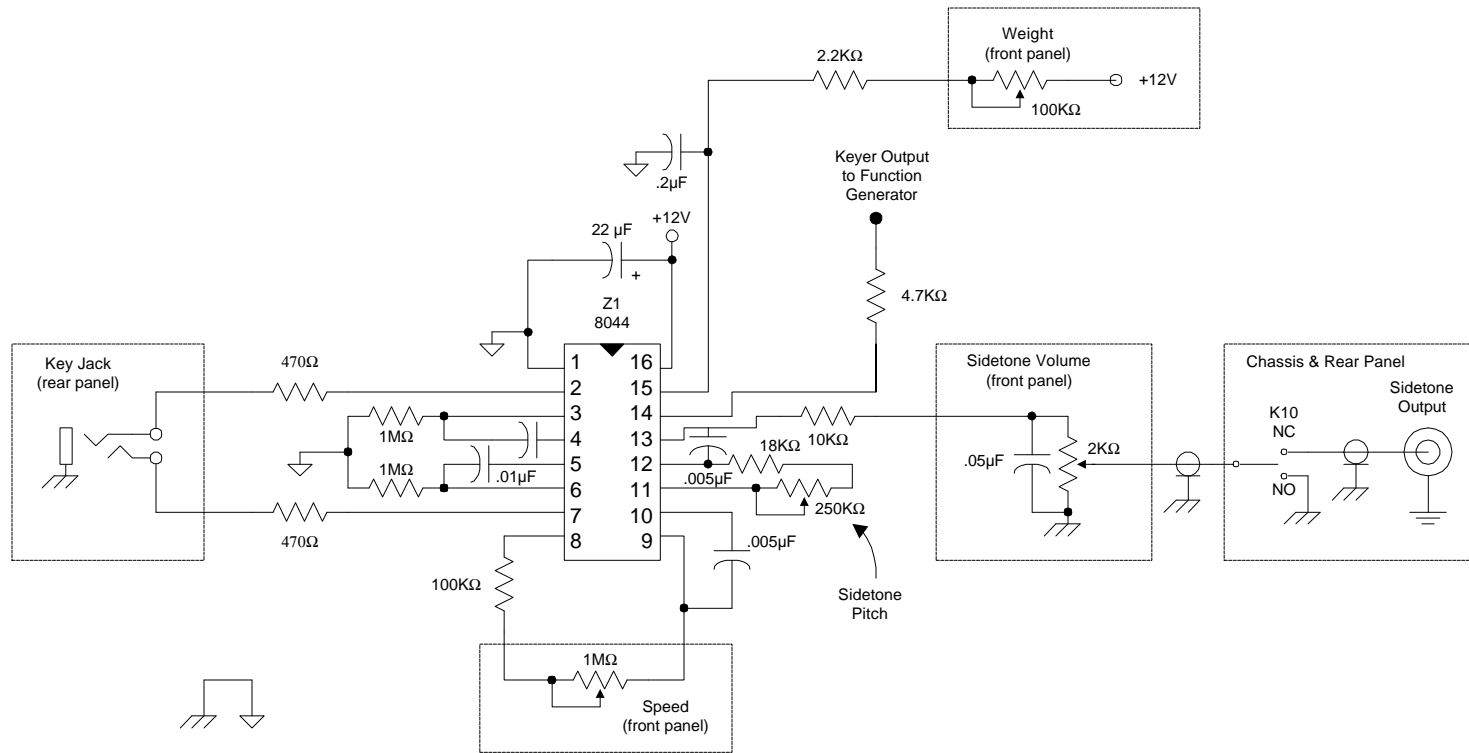 Weight
(front panel)
2.2KΩ
+12V
100KΩ
Keyer Output
to Function
Generator
.2µF
+12V
22 µF
+
4.7KΩ
Z1
8044
Key Jack
(rear panel)
470Ω
1 16
2 15
3 14
4 13
5 12
6 11
7 10
8 9
1MΩ
1MΩ
.01µF
470Ω
10KΩ
18KΩ
.005µF
250KΩ
.005µF
Sidetone
Pitch
Sidetone Volume
(front panel)
.05µF
2KΩ
Chassis & Rear Panel
Sidetone
Output
K10
NC
NO
100KΩ
1MΩ
Speed
(front panel)